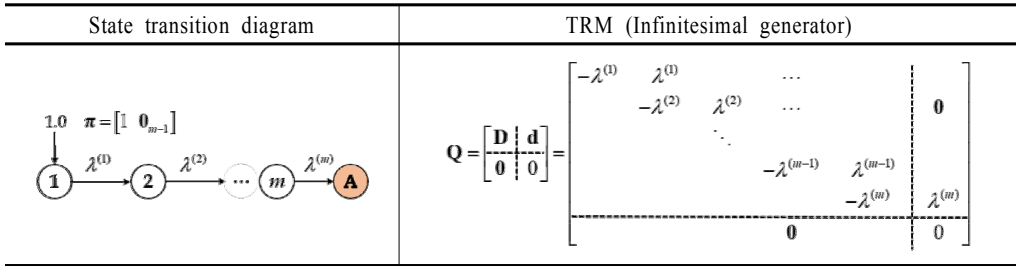 State transition diagram
TRM (Infinitesimal generator)
1.0 π=[1 0_{m-1}]
1 λ^{(1)} 2 λ^{(2)} ⋯ m λ^{(m)} A
Q = [D d; 0 0] =
-λ^{(1)} λ^{(1)} ⋯
-λ^{(2)} λ^{(2)} ⋯ 0
⋱
-λ^{(m-1)} λ^{(m-1)}
-λ^{(m)} λ^{(m)}
0 0